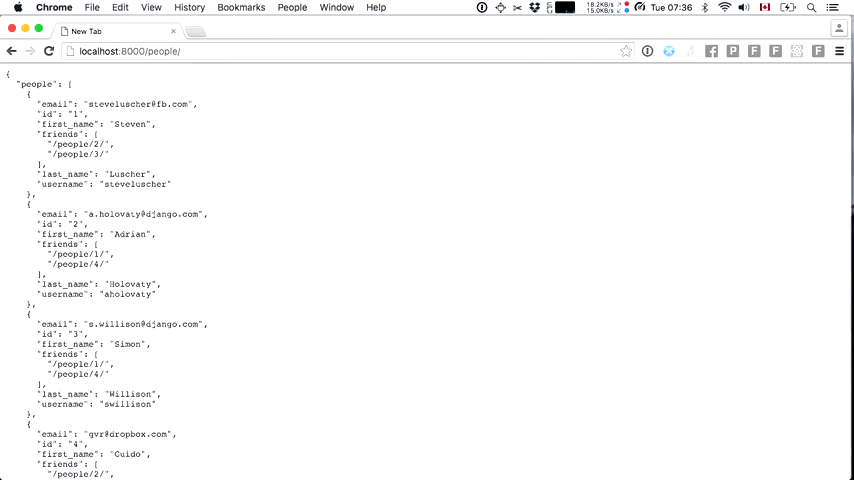 Chrome File Edit View History Bookmarks People Window Help 18.2KB/s 15.0KB/s Tue 07:36
New Tab
localhost:8000/people/
{
"people": [
{
"email": "steveluscher@fb.com",
"id": "1",
"first_name": "Steven",
"friends": [
"/people/2/",
"/people/3/"
],
"last_name": "Luscher",
"username": "steveluscher"
},
{
"email": "a.holovaty@django.com",
"id": "2",
"first_name": "Adrian",
"friends": [
"/people/1/",
"/people/4/"
],
"last_name": "Holovaty",
"username": "aholovaty"
},
{
"email": "s.willison@django.com",
"id": "3",
"first_name": "Simon",
"friends": [
"/people/1/",
"/people/4/"
],
"last_name": "Willison",
"username": "swillison"
},
{
"email": "gvr@dropbox.com",
"id": "4",
"first_name": "Guido",
"friends": [
"/people/2/",